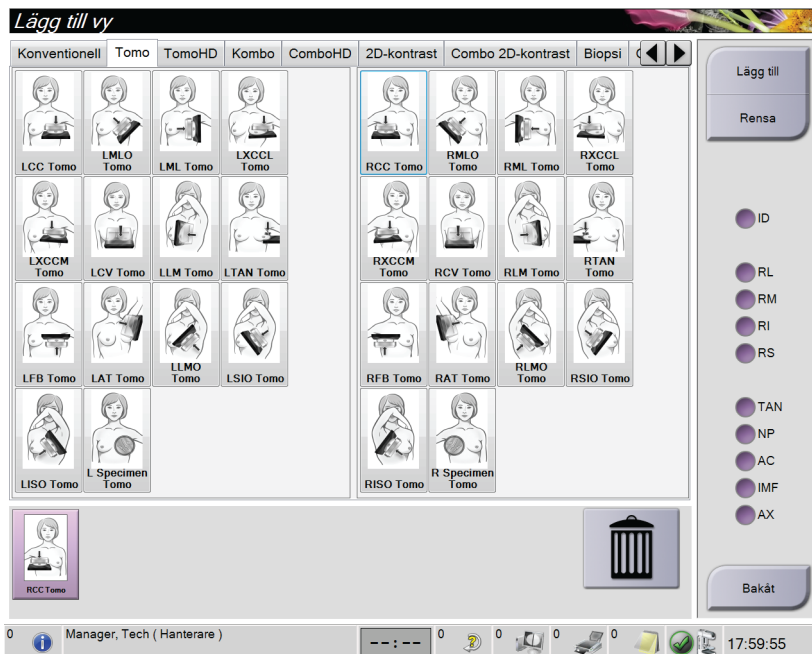 Lägg till vy
Konventionell Tomo TomoHD Kombo ComboHD 2D-kontrast Combo 2D-kontrast Biopsi
Lägg till
Rensa
LCC Tomo
LMLO
Tomo
LML Tomo
LXCCL
Tomo
RCC Tomo
RMLO
Tomo
RML Tomo
RXCCL
Tomo
LXCCM
Tomo
LCV Tomo
LLM Tomo
LTAN Tomo
RXCCM
Tomo
RCV Tomo
RLM Tomo
RTAN
Tomo
LFB Tomo
LAT Tomo
LLMO
Tomo
LSIO Tomo
RFB Tomo
RAT Tomo
RLMO
Tomo
RSIO Tomo
LISO Tomo
L Specimen
Tomo
RISO Tomo
R Specimen
Tomo
ID
RL
RM
RI
RS
TAN
NP
AC
IMF
AX
RCC Tomo
Bakåt
0 Manager, Tech ( Hanterare ) --:-- 0 0 0 0 17:59:55